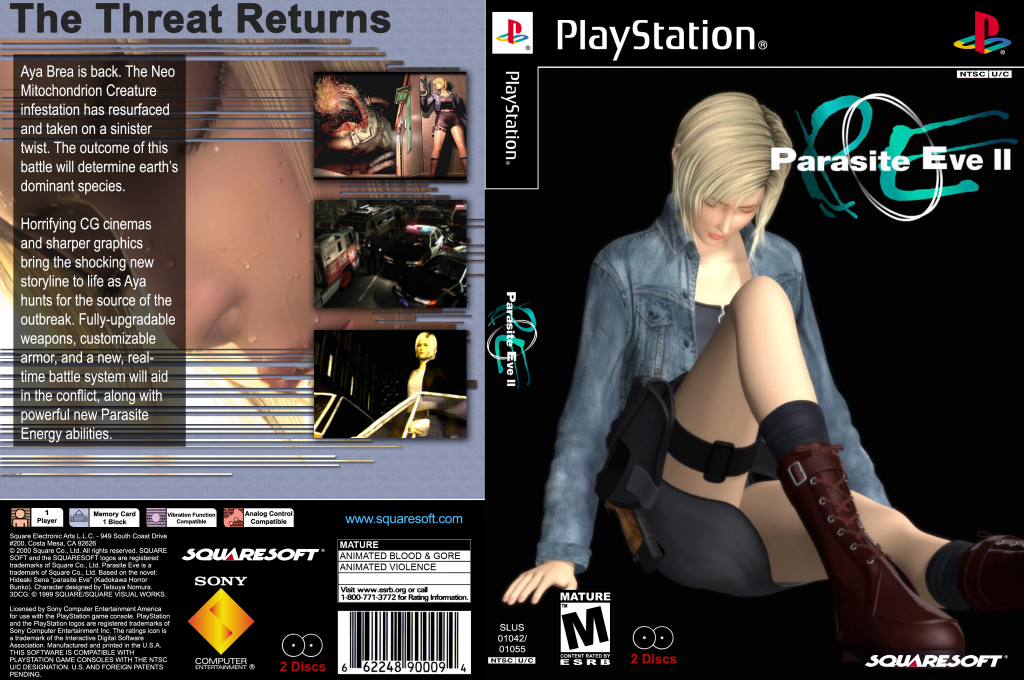 The Threat Returns
Aya Brea is back. The Neo
Mitochondrion Creature
infestation has resurfaced
and taken on a sinister
twist. The outcome of this
battle will determine earth's
dominant species.
Horrifying CG cinemas
and sharper graphics
bring the shocking new
storyline to life as Aya
hunts for the source of the
outbreak. Fully-upgradable
weapons, customizable
armor, and a new, real-
time battle system will aid
in the conflict, along with
powerful new Parasite
Energy abilities.
1
Player
Memory Card
1 Block
Vibration Function
Compatible
Analog Control
Compatible
Square Electronic Arts L.L.C. - 949 South Coast Drive
#200, Costa Mesa, CA 92626
© 2000 Square Co., Ltd. All rights reserved. SQUARE
SOFT and the SQUARESOFT logos are registered
trademarks of Square Co., Ltd. Parasite Eve is a
trademark of Square Co., Ltd. Based on the novel:
Hideaki Sena "parasite Eve" (Kadokawa Horror
Bunko). Character designed by Tetsuya Nomura.
3DCG: © 1999 SQUARE/SQUARE VISUAL WORKS.
Licensed by Sony Computer Entertainment America
for use with the PlayStation game console. PlayStation
and the PlayStation logos are registered trademarks of
Sony Computer Entertainment Inc. The ratings icon is
a trademark of the Interactive Digital Software
Association. Manufactured and printed in the U.S.A.
THIS SOFTWARE IS COMPATIBLE WITH
PLAYSTATION GAME CONSOLES WITH THE NTSC
U/C DESIGNATION. U.S. AND FOREIGN PATENTS
PENDING.
SQUARESOFT®
SONY
COMPUTER
ENTERTAINMENT ®
2 Discs
www.squaresoft.com
MATURE
ANIMATED BLOOD & GORE
ANIMATED VIOLENCE
Visit www.esrb.org or call
1-800-771-3772 for Rating Information.
6 62248 90009 4
®
PlayStation®
Parasite Eve II
SLUS
01042/
01055
NTSC U/C
PlayStation®
®
NTSC U/C
PE
Parasite Eve II
MATURE
TM
M
CONTENT RATED BY
ESRB
2 Discs
SQUARESOFT®